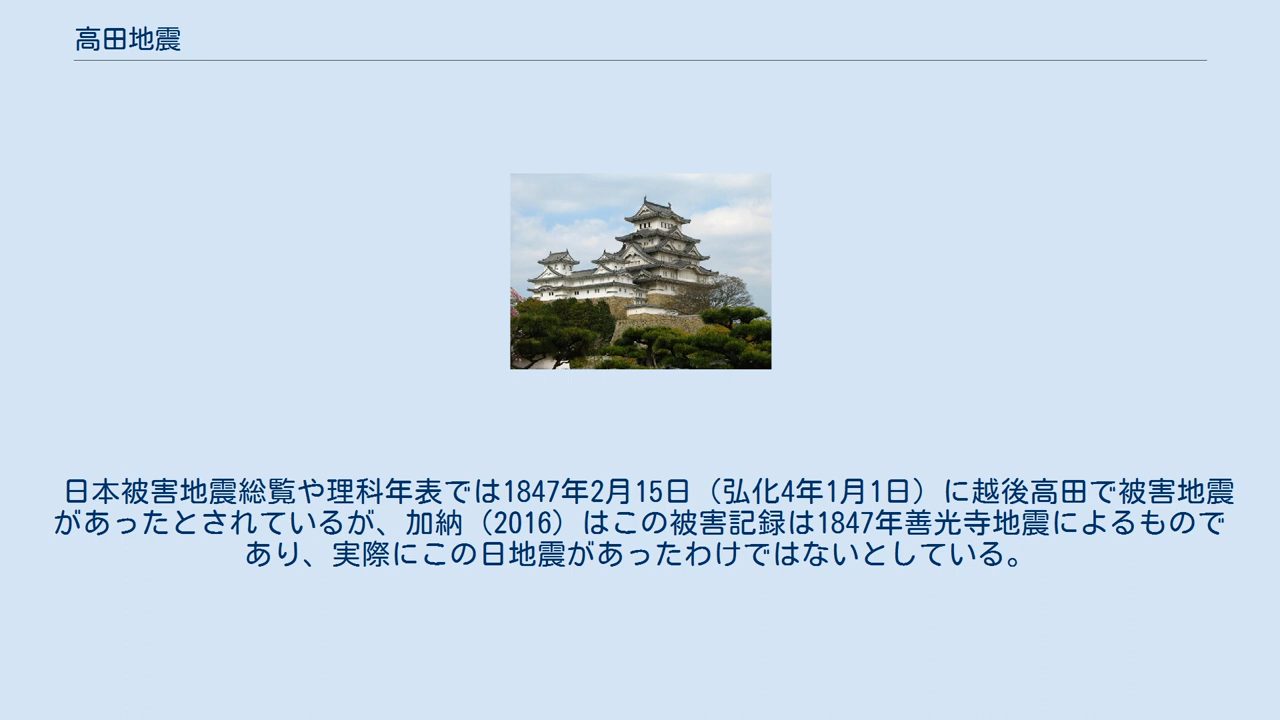 高田地震
日本被害地震総覧や理科年表では1847年2月15日（弘化4年1月1日）に越後高田で被害地震
があったとされているが、加納（2016）はこの被害記録は1847年善光寺地震によるもので
あり、実際にこの日地震があったわけではないとしている。